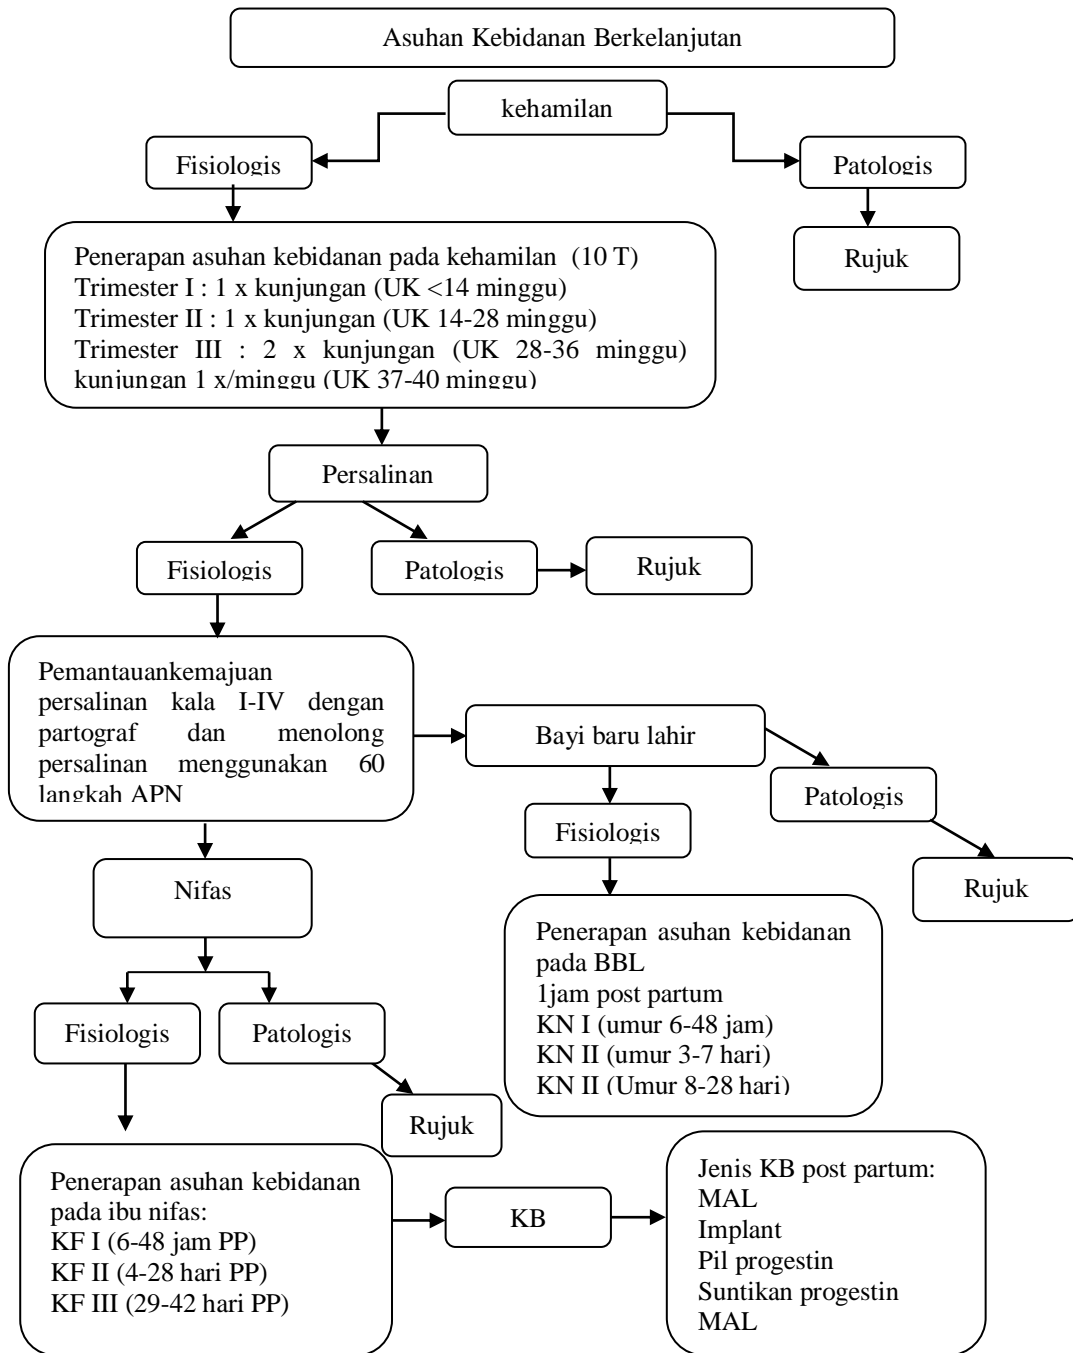 Asuhan Kebidanan Berkelanjutan
kehamilan
Fisiologis
Patologis
Rujuk
Penerapan asuhan kebidanan pada kehamilan (10 T)
Trimester I : 1 x kunjungan (UK <14 minggu)
Trimester II : 1 x kunjungan (UK 14-28 minggu)
Trimester III : 2 x kunjungan (UK 28-36 minggu)
kunjungan 1 x/minggu (UK 37-40 minggu)
Persalinan
Fisiologis
Patologis
Rujuk
Pemantauankemajuan
persalinan kala I-IV dengan
partograf dan menolong
persalinan menggunakan 60
langkah APN
Bayi baru lahir
Patologis
Fisiologis
Rujuk
Nifas
Penerapan asuhan kebidanan
pada BBL
1jam post partum
KN I (umur 6-48 jam)
KN II (umur 3-7 hari)
KN II (Umur 8-28 hari)
Fisiologis
Patologis
Rujuk
Penerapan asuhan kebidanan
pada ibu nifas:
KF I (6-48 jam PP)
KF II (4-28 hari PP)
KF III (29-42 hari PP)
KB
Jenis KB post partum:
MAL
Implant
Pil progestin
Suntikan progestin
MAL